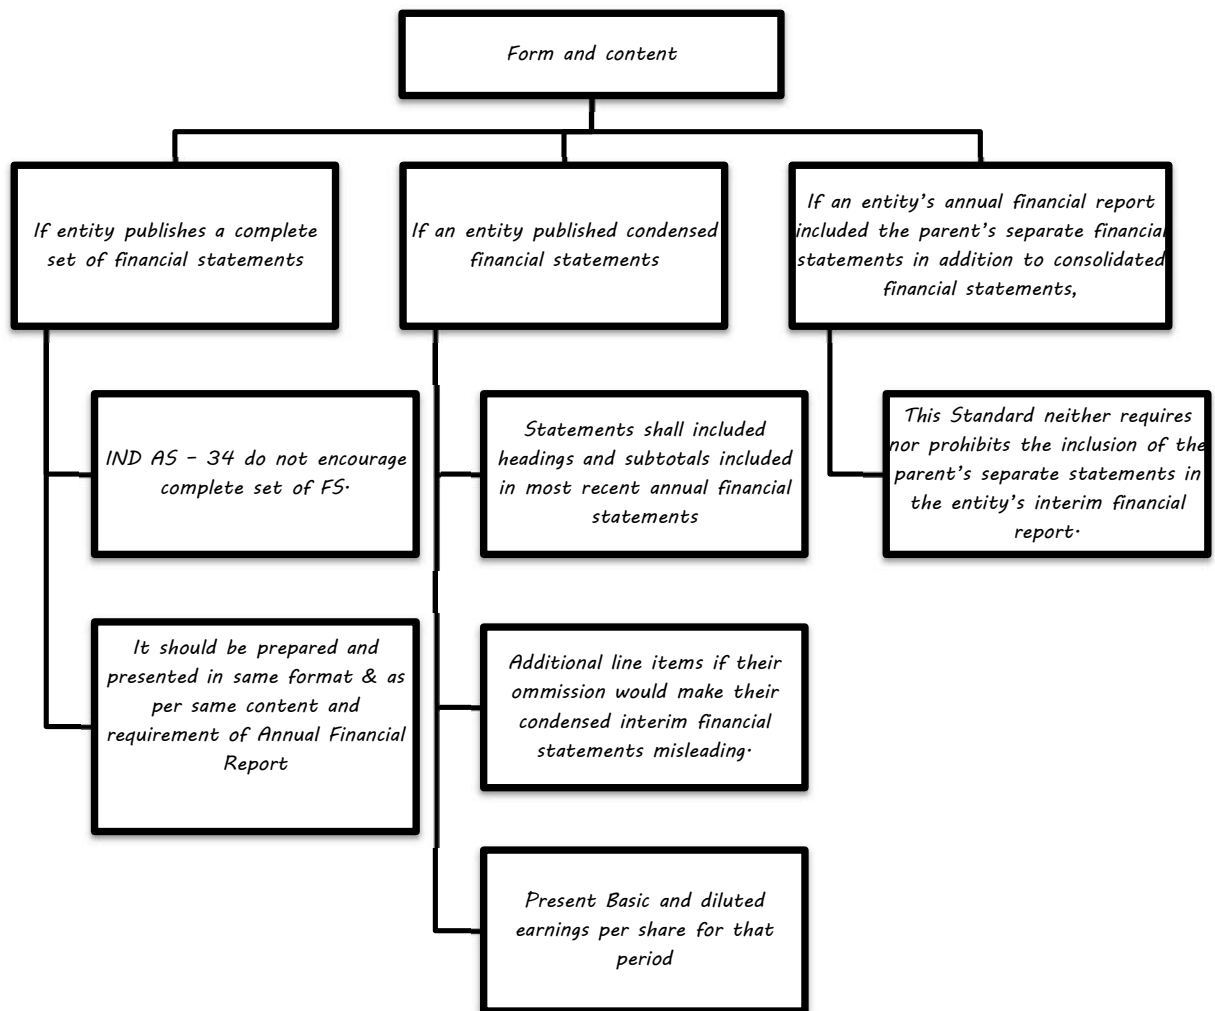 Form and content
If entity publishes a complete
set of financial statements
If an entity published condensed
financial statements
If an entity's annual financial report
included the parent's separate financial
statements in addition to consolidated
financial statements,
IND AS - 34 do not encourage
complete set of FS.
It should be prepared and
presented in same format & as
per same content and
requirement of Annual Financial
Report
Statements shall included
headings and subtotals included
in most recent annual financial
statements
Additional line items if their
ommission would make their
condensed interim financial
statements misleading.
Present Basic and diluted
earnings per share for that
period
This Standard neither requires
nor prohibits the inclusion of the
parent's separate statements in
the entity's interim financial
report.